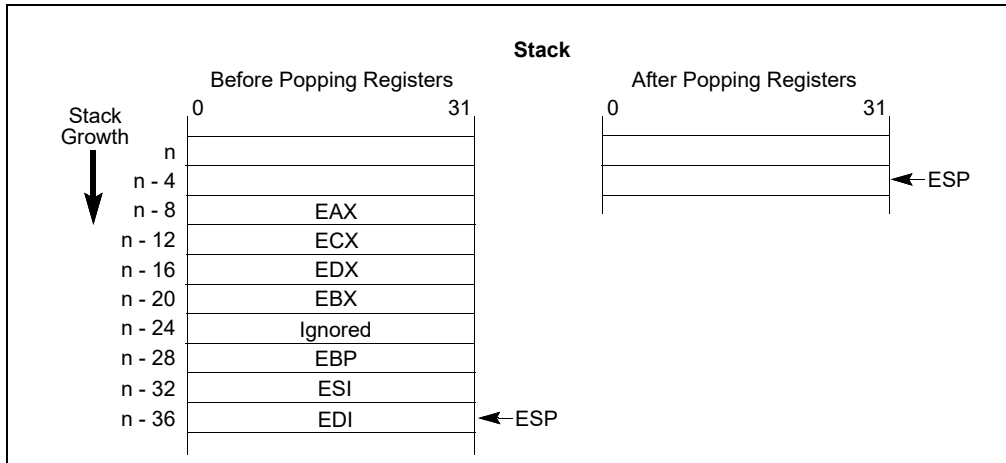 Stack
Before Popping Registers
After Popping Registers
0 31
0 31
Stack
Growth
n
n - 4
ESP
n - 8 EAX
n - 12 ECX
n - 16 EDX
n - 20 EBX
n - 24 Ignored
n - 28 EBP
n - 32 ESI
n - 36 EDI ESP